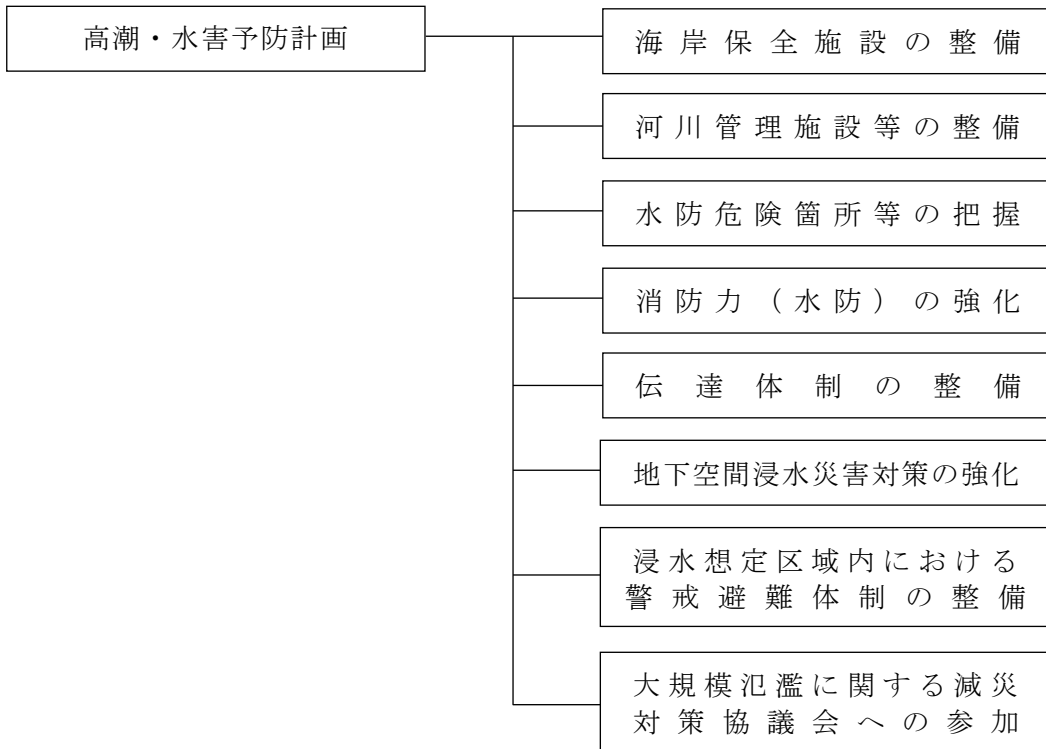 高潮・水害予防計画
海岸保全施設の整備
河川管理施設等の整備
水防危険箇所等の把握
消防力（水防）の強化
伝達体制の整備
地下空間浸水災害対策の強化
浸水想定区域内における
警戒避難体制の整備
大規模氾濫に関する減災
対策協議会への参加